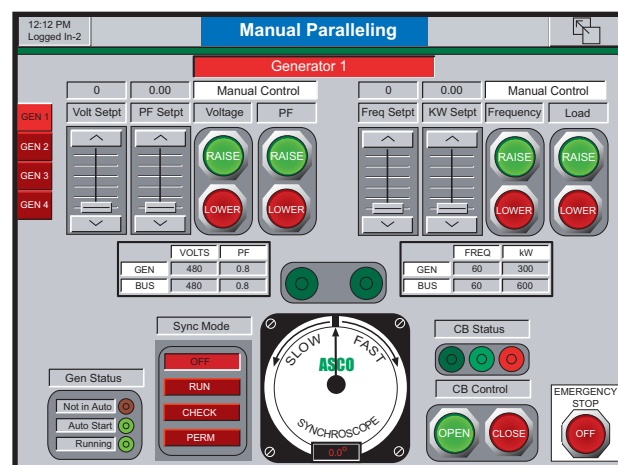 12:12 PM
Logged In-2
Manual Paralleling
Generator 1
0 0.00 Manual Control
Volt Setpt PF Setpt Voltage PF
0 0.00 Manual Control
Freq Setpt KW Setpt Frequency Load
GEN 1
GEN 2
GEN 3
GEN 4
RAISE RAISE
LOWER LOWER
RAISE RAISE
LOWER LOWER
VOLTS PF
GEN 480 0.8
BUS 480 0.8
FREQ kW
GEN 60 300
BUS 60 600
Sync Mode
OFF
RUN
CHECK
PERM
SLOW FAST
ASCO
SYNCHROSCOPE
0.0°
CB Status
CB Control
OPEN CLOSE
Gen Status
Not in Auto
Auto Start
Running
EMERGENCY
STOP
OFF